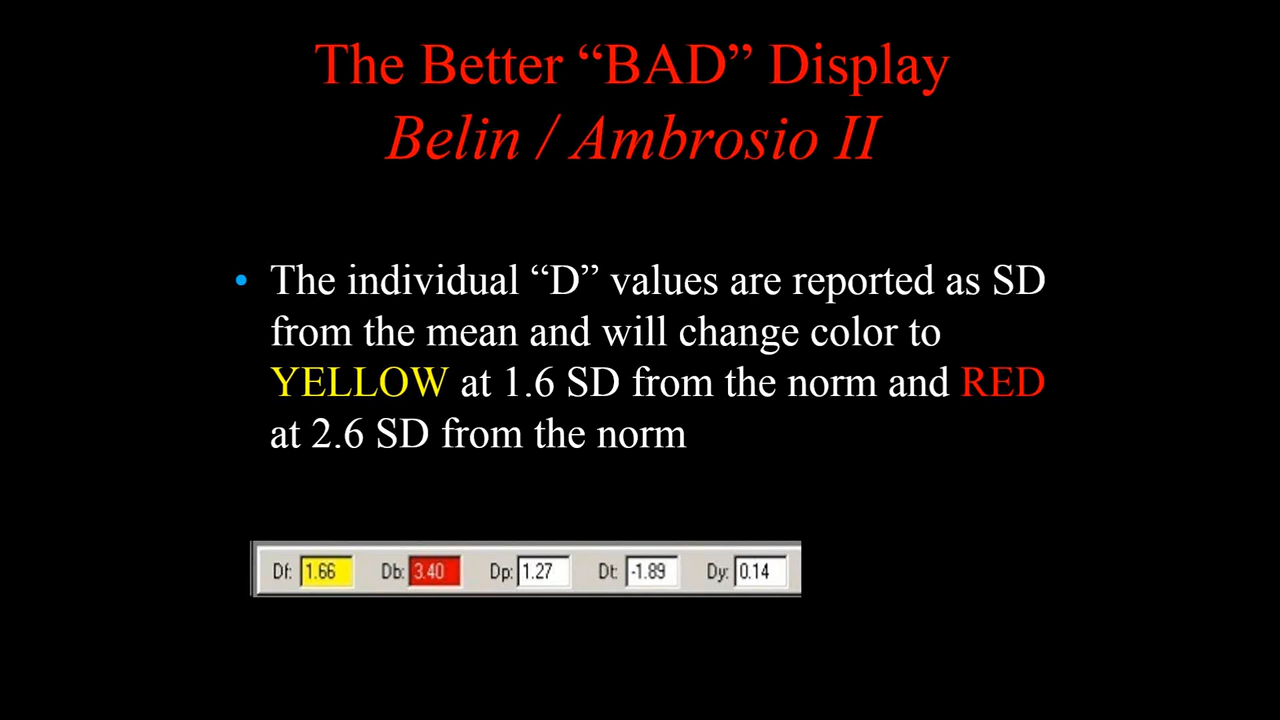 The Better “BAD” Display
Belin / Ambrosio II
• The individual “D” values are reported as SD
from the mean and will change color to
YELLOW at 1.6 SD from the norm and RED
at 2.6 SD from the norm
Df: 1.66 Db: 3.40 Dp: 1.27 Dt: -1.89 Dy: 0.14